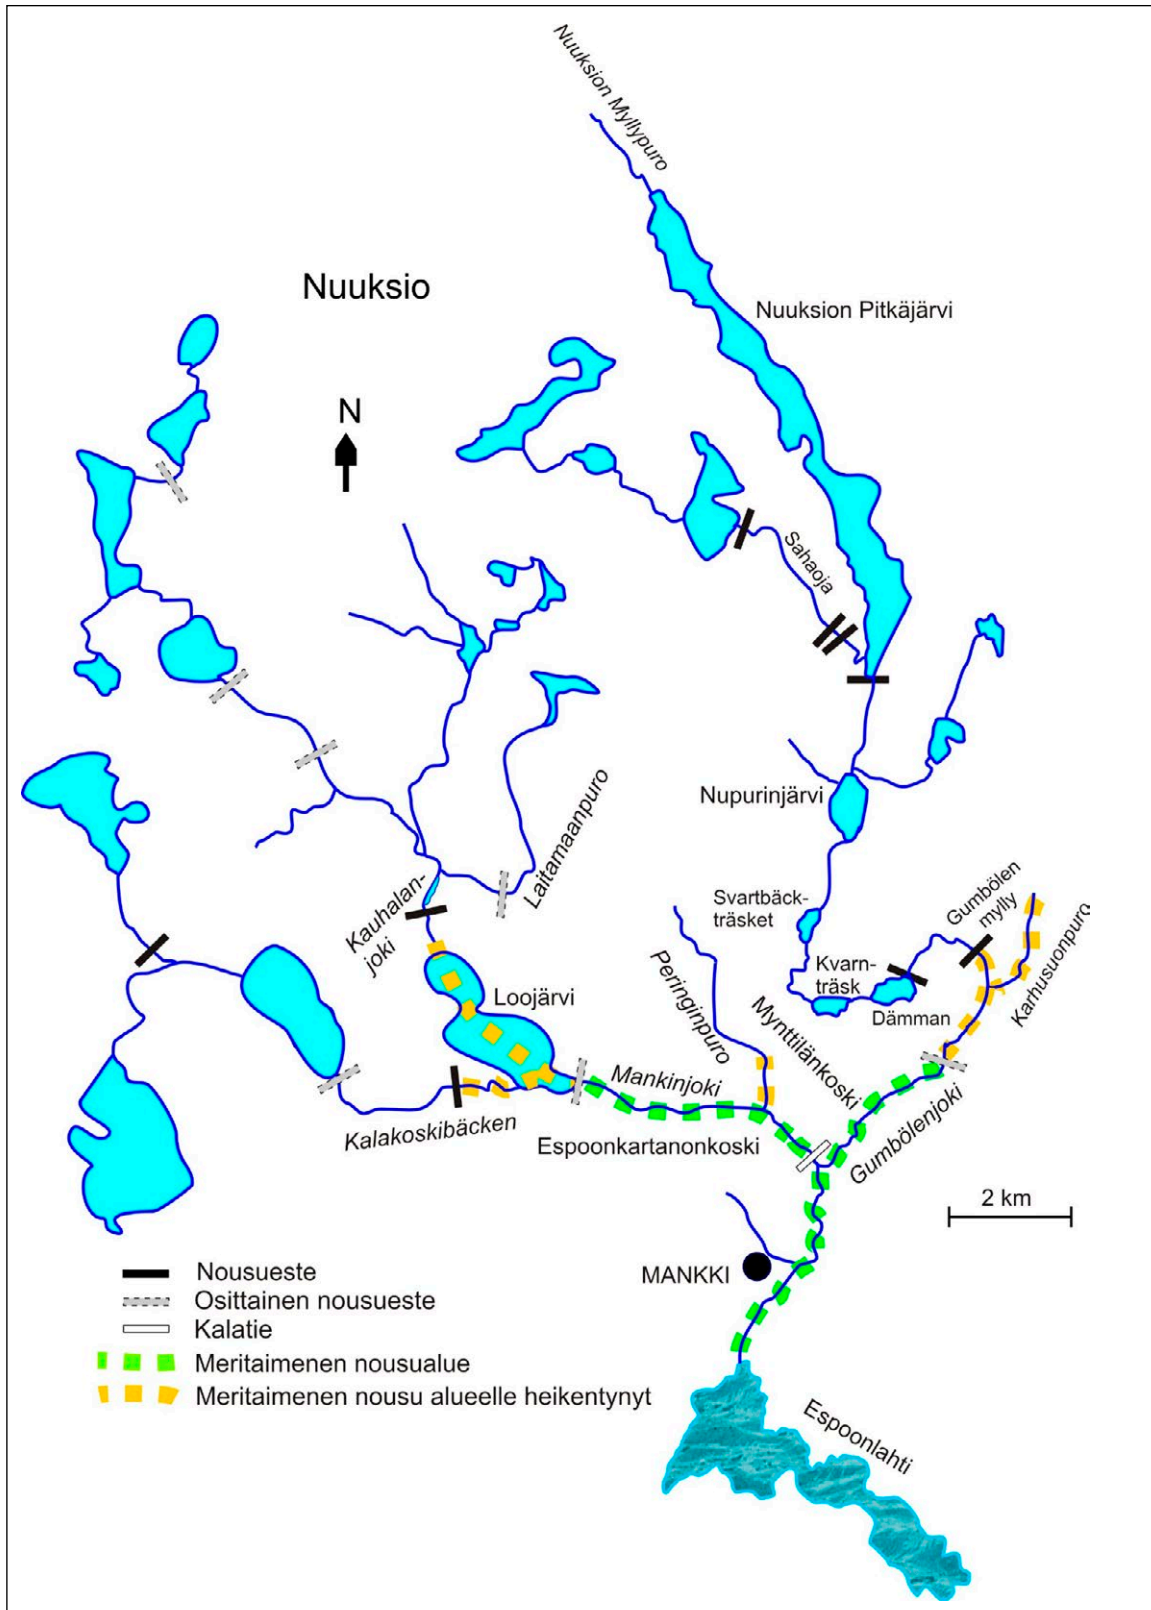 Nuuksion Myllypuro
Nuuksio
Nuuksion Pitkäjärvi
N
Sahaoja
Nupurinjärvi
Laitamaanpuro
Kauhalan-
joki
Svartbäck-
träsket
Gumbölen
mylly
Kvarn-
träsk
Dämman
Karhusuonpuro
Peringinpuro
Loojärvi
Mynttilänkoski
Mankinjoki
Kalakoskibäcken
Espoonkartanonkoski
Gumbölenjoki
2 km
MANKKI
Nousueste
Osittainen nousueste
Kalatie
Meritaimenen nousualue
Meritaimenen nousu alueelle heikentynyt
Espoonlahti